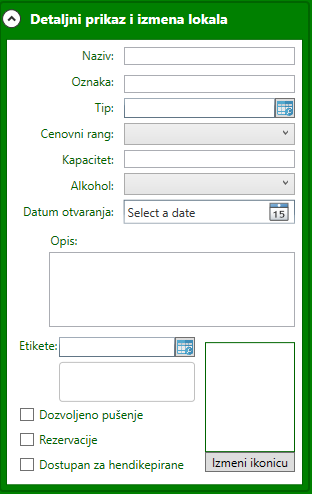 Detaljni prikaz i izmena lokala
Naziv:
Oznaka:
Tip:
Cenovni rang:
Kapacitet:
Alkohol:
Datum otvaranja: Select a date 15
Opis:
Etikete:
Dozvoljeno pušenje
Rezervacije
Dostupan za hendikepirane
Izmeni ikonicu